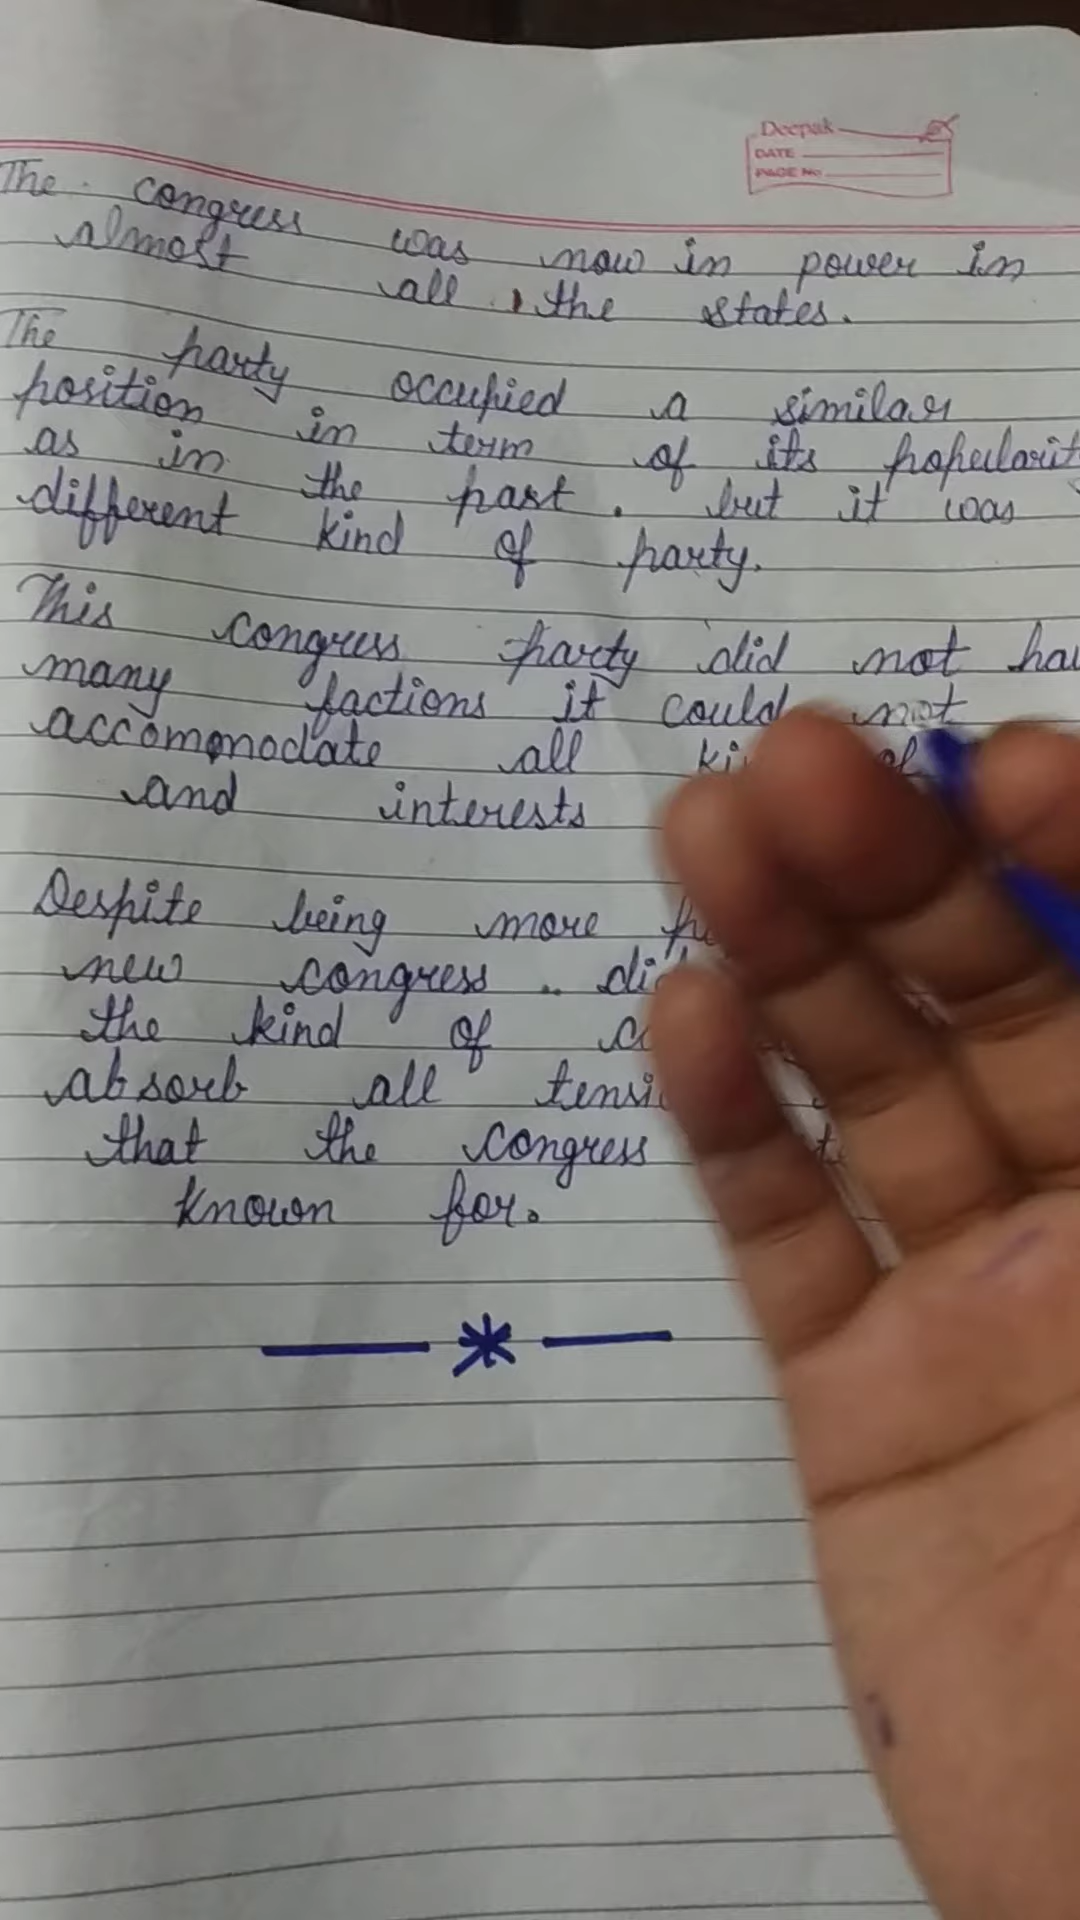 Deepak
DATE
PAGE No.
The congress was now in power in
almost all the states.
The party occupied a similar
position in term of its popularit
as in the past. but it was
different kind of party.
This congress party did not
many factions it could not
accomonodate all of
and interests
Despite being more
new congress ..
the kind of
absorb all
that the congress
known for.